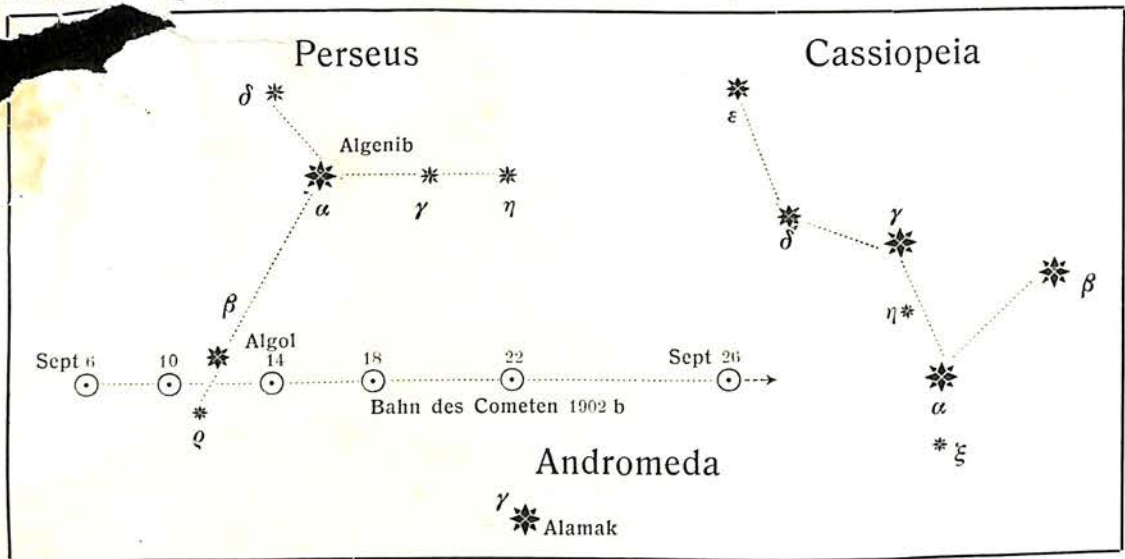 Perseus
Cassiopeia
δ
ε
Algenib
α
γ
η
γ
δ
β
β
η
Algol
Sept 6
10
14
18
22
Sept 26
Bahn des Cometen 1902 b
α
ϱ
ξ
Andromeda
γ
Alamak